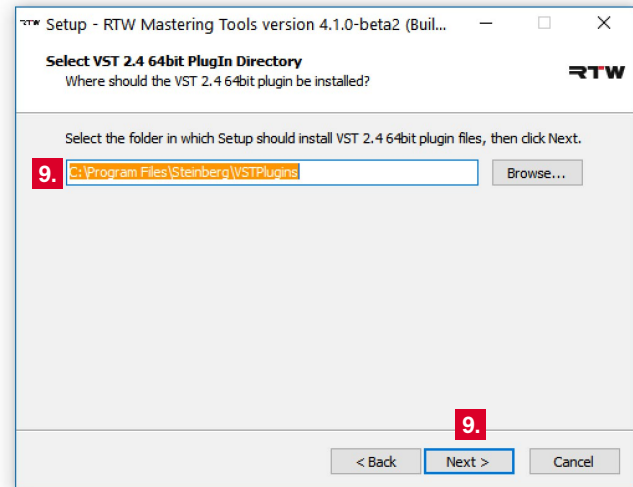 RTW Setup - RTW Mastering Tools version 4.1.0-beta2 (Buil...
Select VST 2.4 64bit PlugIn Directory
Where should the VST 2.4 64bit plugin be installed?
RTW
Select the folder in which Setup should install VST 2.4 64bit plugin files, then click Next.
9. C:\Program Files\Steinberg\VSTPlugins Browse...
9.
< Back Next > Cancel